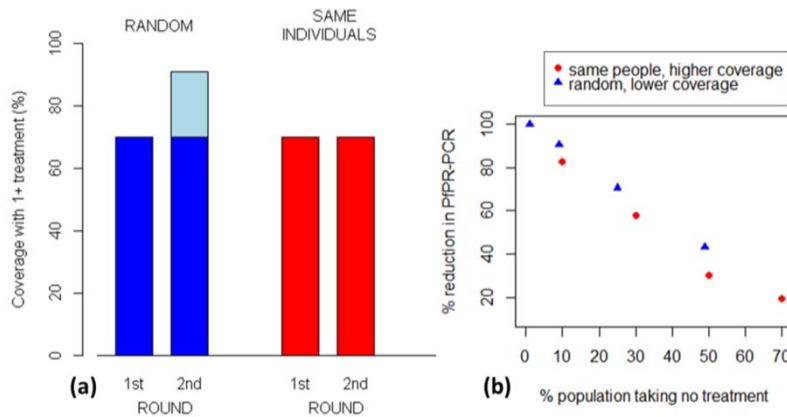 RANDOM
SAME
INDIVIDUALS
Coverage with 1+ treatment (%)
100
80
60
40
20
0
1st 2nd 1st 2nd
ROUND ROUND
(a)
same people, higher coverage
random, lower coverage
% reduction in PfPR-PCR
100
80
60
40
20
0 10 20 30 40 50 60 70
% population taking no treatment
(b)